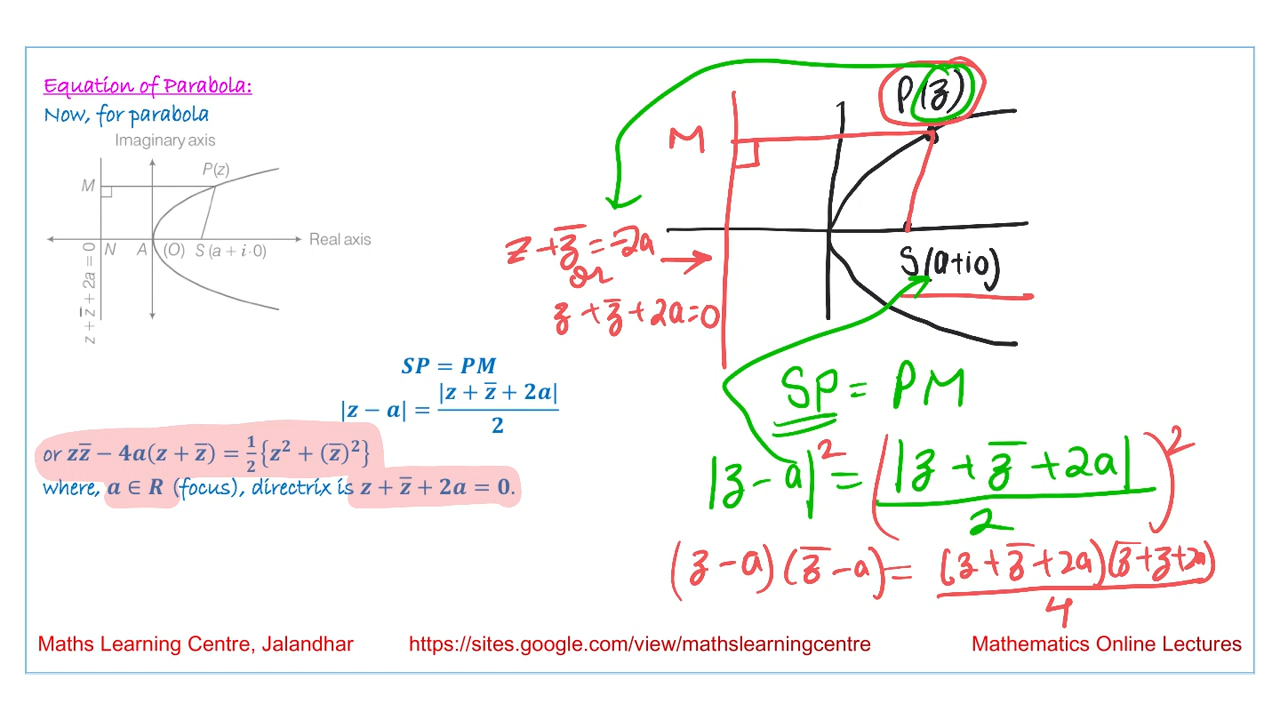 Equation of Parabola:
Now, for parabola
Imaginary axis
P(z)
M
N A (O) S (a + i·0) Real axis
z + z̅ + 2a = 0
SP = PM
|z − a| = |z + z̅ + 2a| / 2
or zz̅ − 4a(z + z̅) = 1/2 {z² + (z̅)²}
where, a ∈ R (focus), directrix is z + z̅ + 2a = 0.
P(z)
M
z + z̅ = -2a
or
z + z̅ + 2a = 0
S(a+i0)
SP = PM
|z - a|² = (|z + z̅ + 2a| / 2)²
(z - a)(z̅ - a) = (z + z̅ + 2a)(z̅ + z + 2a) / 4
Maths Learning Centre, Jalandhar https://sites.google.com/view/mathslearningcentre Mathematics Online Lectures